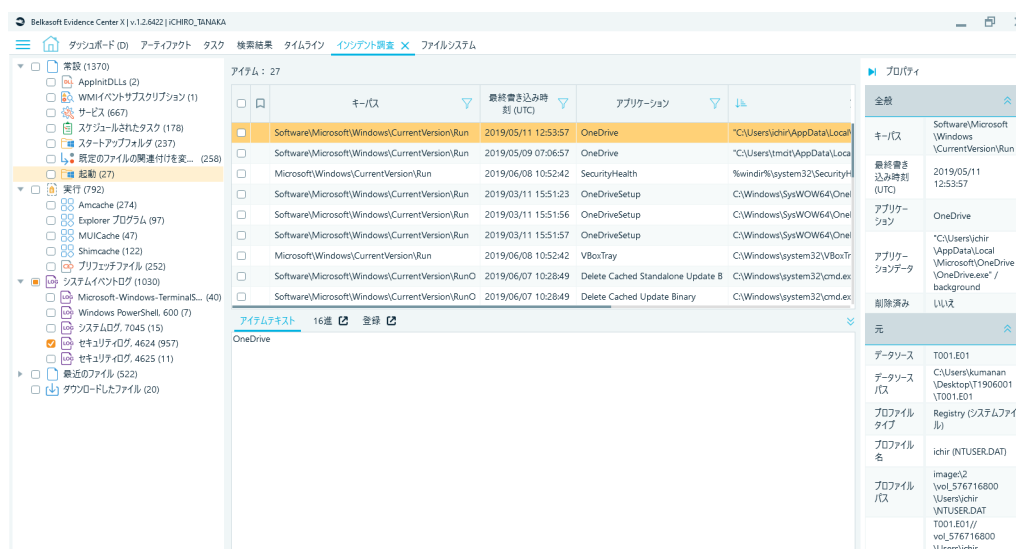 Belkasoft Evidence Center X | v.1.2.6422 | iCHIRO_TANAKA
ダッシュボード (D) アーティファクト タスク 検索結果 タイムライン インシデント調査 ファイルシステム
常設 (1370)
AppInitDLLs (2)
WMIイベントサブスクリプション (1)
サービス (667)
スケジュールされたタスク (178)
スタートアップフォルダ (237)
既定のファイルの関連付けを変... (258)
起動 (27)
実行 (792)
Amcache (274)
Explorer プログラム (97)
MUICache (47)
Shimcache (122)
プリフェッチファイル (252)
システムイベントログ (1030)
Microsoft-Windows-TerminalS... (40)
Windows PowerShell, 600 (7)
システムログ, 7045 (15)
セキュリティログ, 4624 (957)
セキュリティログ, 4625 (11)
最近のファイル (522)
ダウンロードしたファイル (20)
アイテム : 27
キーパス 最終書き込み時刻 (UTC) アプリケーション
Software\Microsoft\Windows\CurrentVersion\Run 2019/05/11 12:53:57 OneDrive "C:\Users\ichir\AppData\Local\
Software\Microsoft\Windows\CurrentVersion\Run 2019/05/09 07:06:57 OneDrive "C:\Users\tmcit\AppData\Loca
Microsoft\Windows\CurrentVersion\Run 2019/06/08 10:52:42 SecurityHealth %windir%\system32\SecurityH
Software\Microsoft\Windows\CurrentVersion\Run 2019/03/11 15:51:23 OneDriveSetup C:\Windows\SysWOW64\One
Software\Microsoft\Windows\CurrentVersion\Run 2019/03/11 15:51:56 OneDriveSetup C:\Windows\SysWOW64\One
Software\Microsoft\Windows\CurrentVersion\Run 2019/03/11 15:51:57 OneDriveSetup C:\Windows\SysWOW64\One
Microsoft\Windows\CurrentVersion\Run 2019/06/08 10:52:42 VBoxTray C:\Windows\system32\VBoxTr
Software\Microsoft\Windows\CurrentVersion\RunO 2019/06/07 10:28:49 Delete Cached Standalone Update B C:\Windows\system32\cmd.ex
Software\Microsoft\Windows\CurrentVersion\RunO 2019/06/07 10:28:49 Delete Cached Update Binary C:\Windows\system32\cmd.ex
アイテムテキスト 16進 登録
OneDrive
プロパティ
全般
キーパス
Software\Microsoft
\Windows
\CurrentVersion\Run
最終書き
込み時刻
(UTC)
2019/05/11
12:53:57
アプリケー
ション
OneDrive
アプリケー
ションデータ
"C:\Users\ichir
\AppData\Local
\Microsoft\OneDrive
\OneDrive.exe" /
background
削除済み いいえ
元
データソース T001.E01
データソース
パス
C:\Users\kumanan
\Desktop\T1906001
\T001.E01
プロファイル
タイプ
Registry (システムファイ
ル)
プロファイル
名
ichir (NTUSER.DAT)
プロファイル
パス
image:\2
\vol_576716800
\Users\ichir
\NTUSER.DAT
T001.E01//
vol_576716800
\Users\ichir